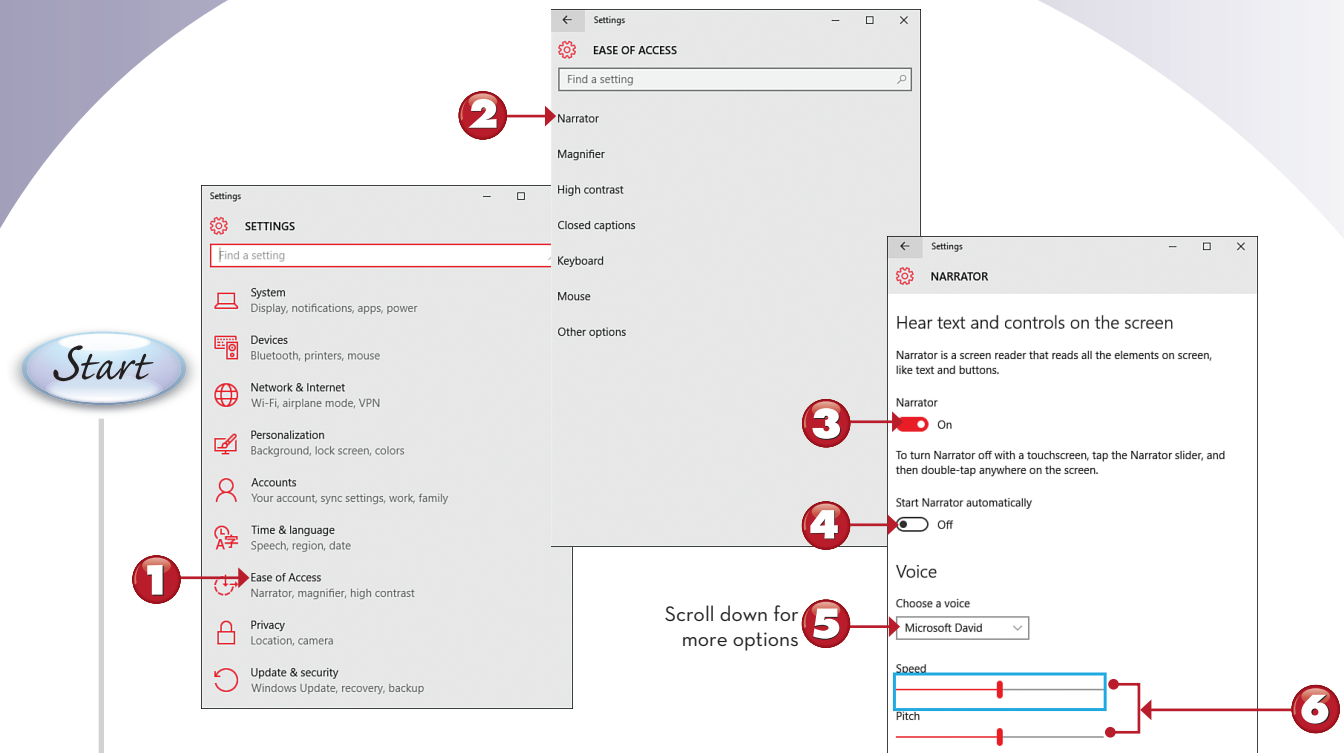 Start
1
Settings
SETTINGS
Find a setting
System
Display, notifications, apps, power
Devices
Bluetooth, printers, mouse
Network & Internet
Wi-Fi, airplane mode, VPN
Personalization
Background, lock screen, colors
Accounts
Your account, sync settings, work, family
Time & language
Speech, region, date
Ease of Access
Narrator, magnifier, high contrast
Privacy
Location, camera
Update & security
Windows Update, recovery, backup
2
Settings
EASE OF ACCESS
Find a setting
Narrator
Magnifier
High contrast
Closed captions
Keyboard
Mouse
Other options
Settings
NARRATOR
Hear text and controls on the screen
Narrator is a screen reader that reads all the elements on screen,
like text and buttons.
Narrator
3
On
To turn Narrator off with a touchscreen, tap the Narrator slider, and
then double-tap anywhere on the screen.
Start Narrator automatically
4
Off
Voice
Choose a voice
Scroll down for
more options
5
Microsoft David
Speed
Pitch
6